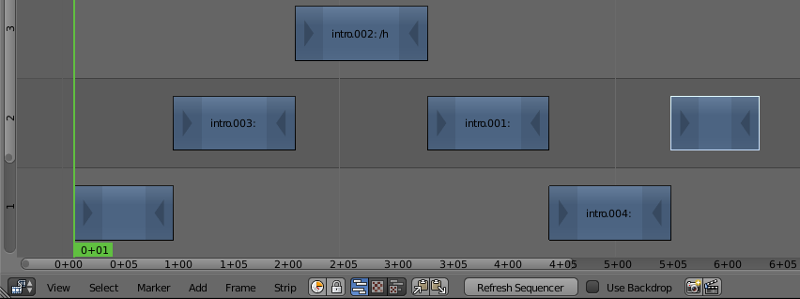 3
intro.002: /h
2
intro.003:
intro.001:
1
intro.004:
0+01
0+00 0+05 1+00 1+05 2+00 2+05 3+00 3+05 4+00 4+05 5+00 5+05 6+00 6+05
View Select Marker Add Frame Strip Refresh Sequencer Use Backdrop